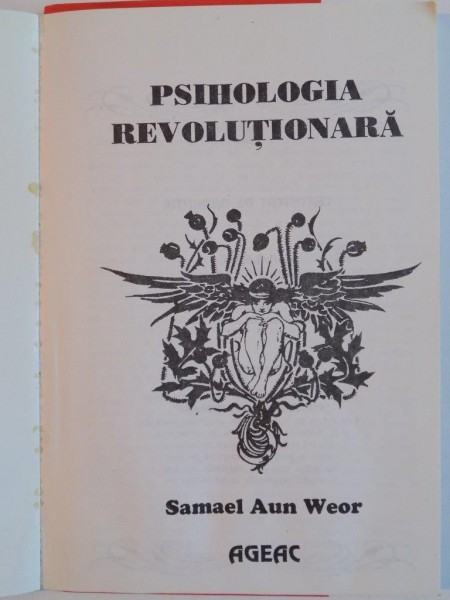 PSIHOLOGIA
REVOLUȚIONARĂ
Samael Aun Weor
AGEAC